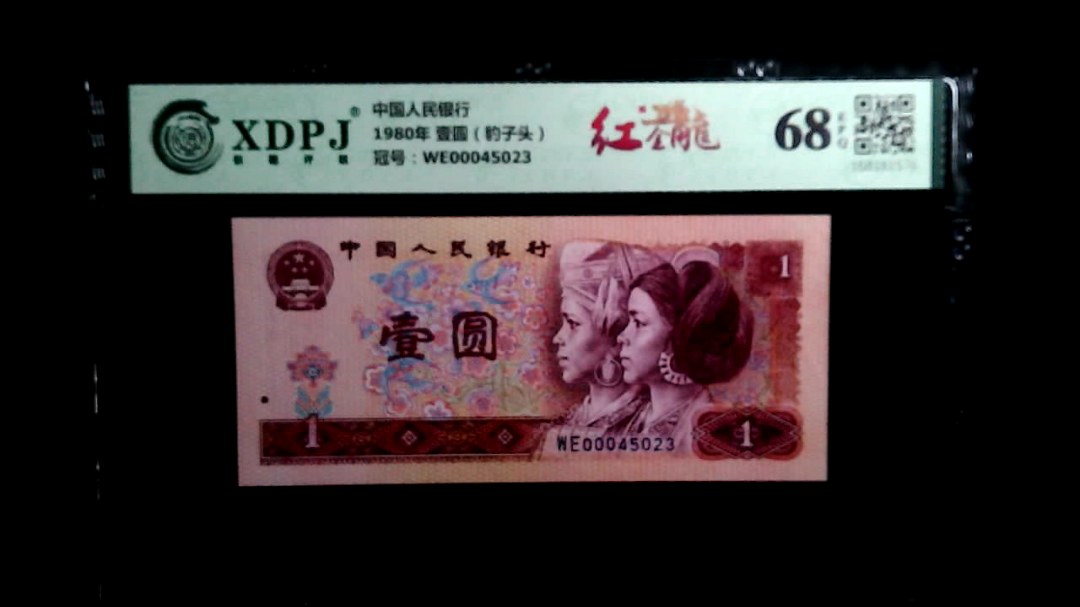 XDPJ®
中国人民银行
1980年 壹圆（豹子头）
冠号：WE00045023
红金龍
68
EPQ
中国人民银行
1
壹圆
1
WE00045023
1